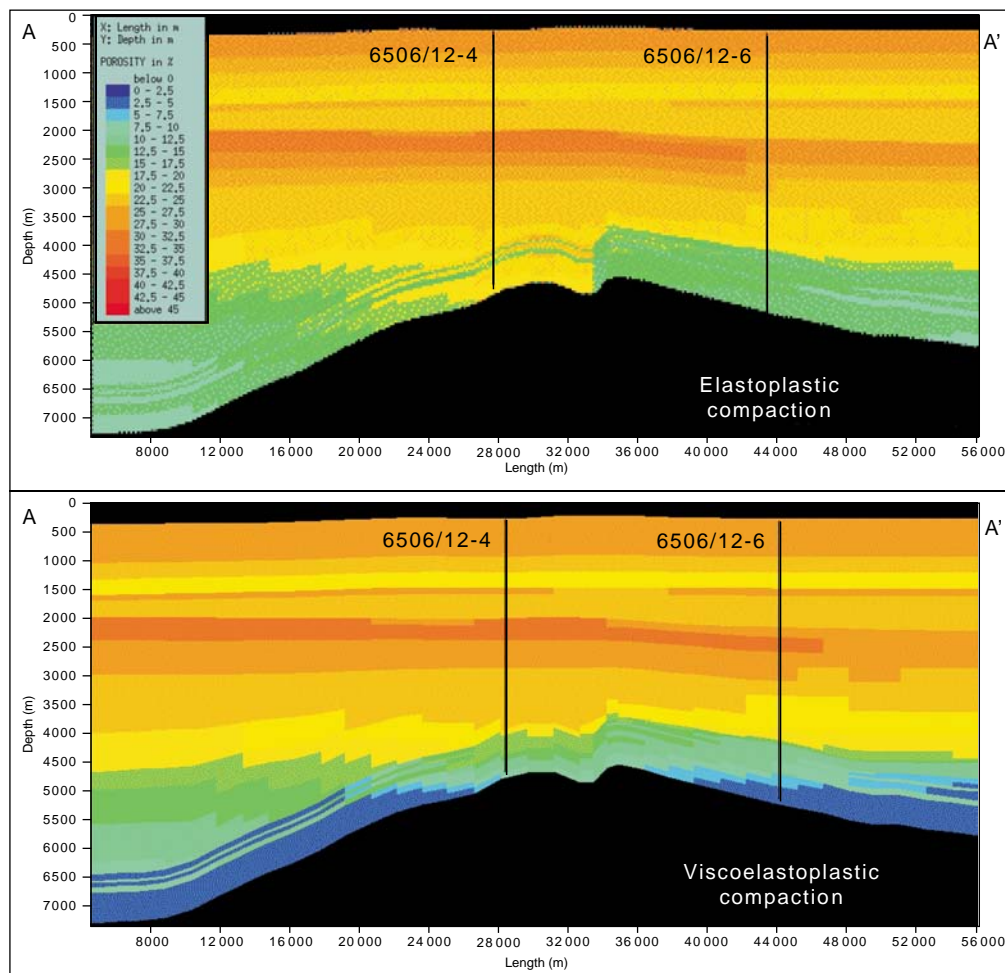 A
A'
X: Length in m
Y: Depth in m
POROSITY in %
below 0
0 - 2.5
2.5 - 5
5 - 7.5
7.5 - 10
10 - 12.5
12.5 - 15
15 - 17.5
17.5 - 20
20 - 22.5
22.5 - 25
25 - 27.5
27.5 - 30
30 - 32.5
32.5 - 35
35 - 37.5
37.5 - 40
40 - 42.5
42.5 - 45
above 45
6506/12-4
6506/12-6
0
500
1000
1500
2000
2500
3000
3500
4000
4500
5000
5500
6000
6500
7000
Depth (m)
Elastoplastic
compaction
8000 12 000 16 000 20 000 24 000 28 000 32 000 36 000 40 000 44 000 48 000 52 000 56 000
Length (m)
A
A'
6506/12-4
6506/12-6
0
500
1000
1500
2000
2500
3000
3500
4000
4500
5000
5500
6000
6500
7000
Depth (m)
Viscoelastoplastic
compaction
8000 12 000 16 000 20 000 24 000 28 000 32 000 36 000 40 000 44 000 48 000 52 000 56 000
Length (m)